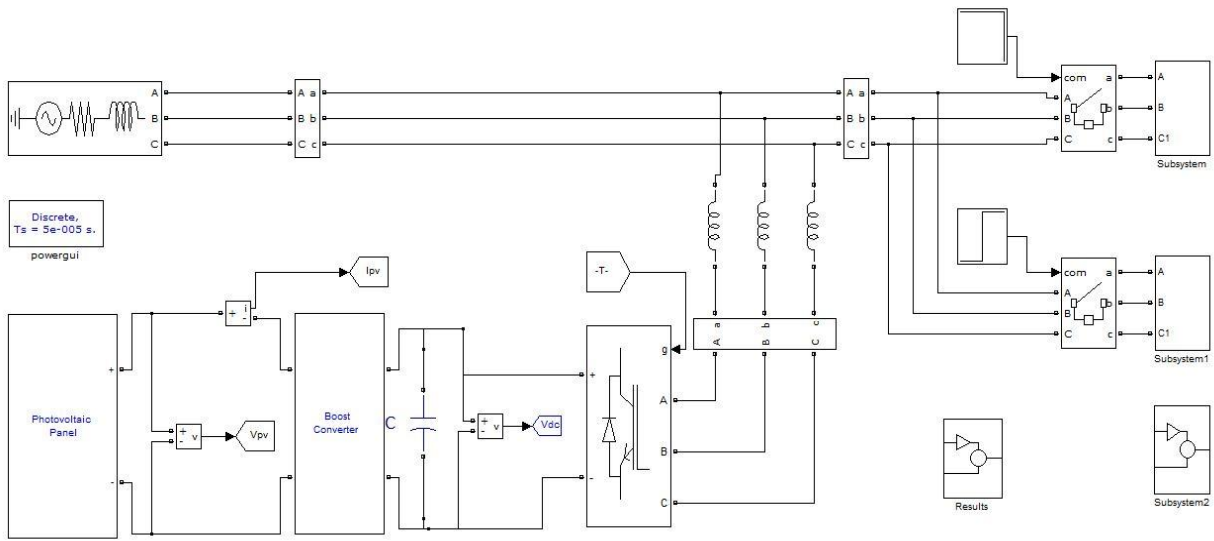 A
B
C
A a
B b
C c
A a
B b
C c
com
A
B
C
a
b
c
A
B
C1
Subsystem
Discrete,
Ts = 5e-005 s.
powergui
Ipv
-T-
com
A
B
C
a
b
c
A
B
C1
Subsystem1
+
i
-
a
b
c
A
B
C
g
+
-
A
B
C
Photovoltaic
Panel
+
-
+
-
v
Vpv
Boost
Converter
C
+
-
v
Vdc
Results
Subsystem2